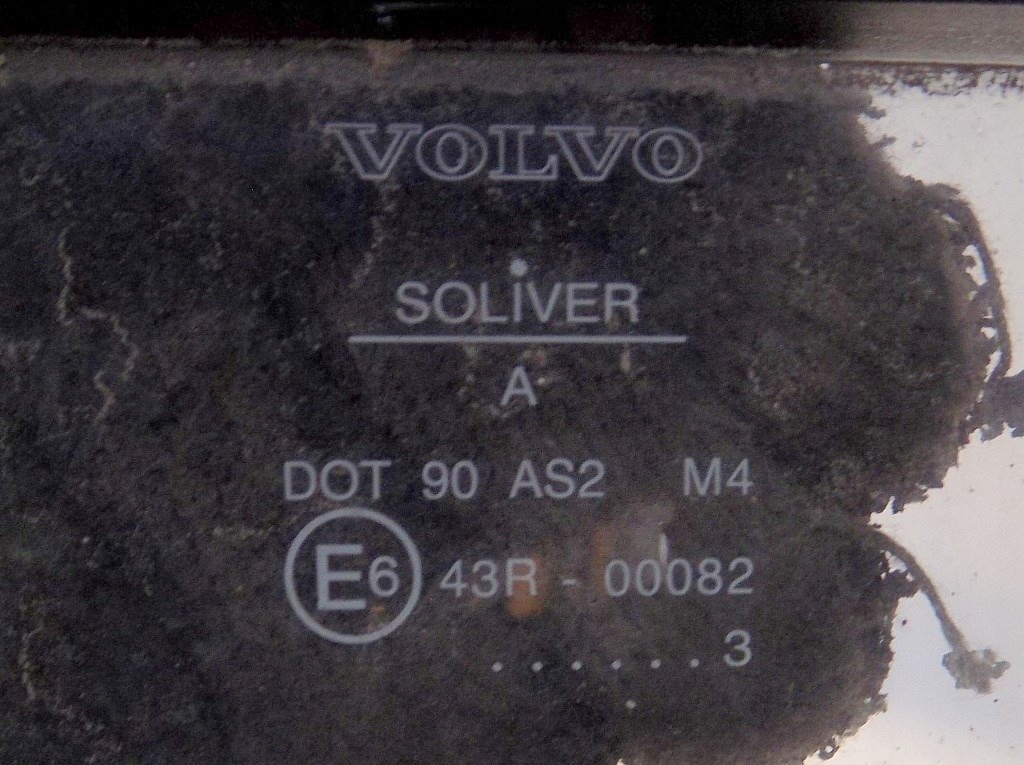 VOLVO
SOLIVER
A
DOT 90 AS2 M4
E6 43R - 00082
. . . . . . 3